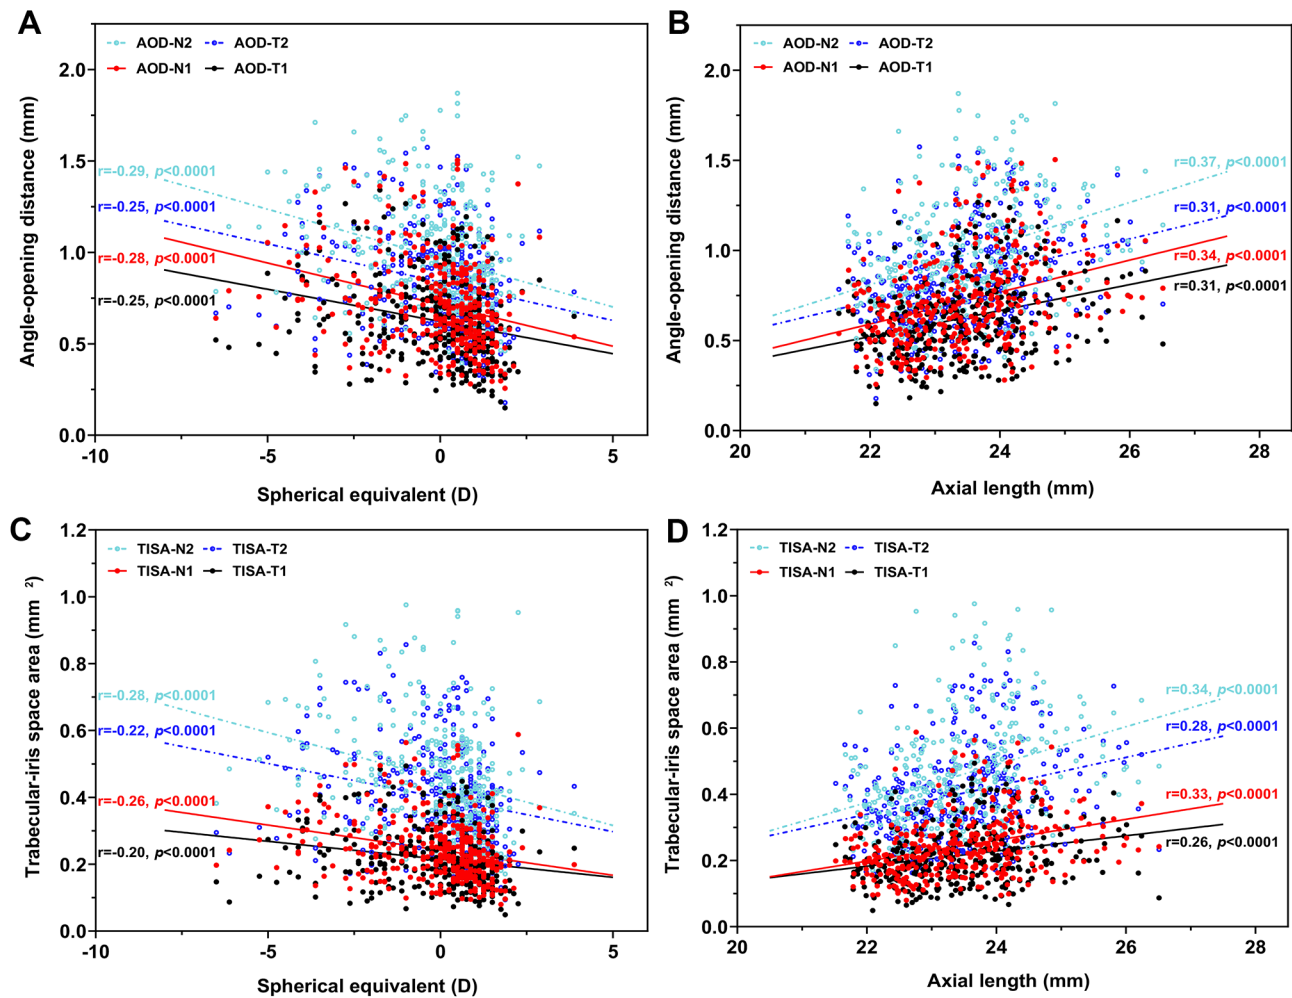 A
AOD-N2 AOD-T2
AOD-N1 AOD-T1
Angle-opening distance (mm)
2.0
1.5
1.0
0.5
0.0
r=-0.29, p<0.0001
r=-0.25, p<0.0001
r=-0.28, p<0.0001
r=-0.25, p<0.0001
-10 -5 0 5
Spherical equivalent (D)
B
AOD-N2 AOD-T2
AOD-N1 AOD-T1
Angle-opening distance (mm)
2.0
1.5
1.0
0.5
0.0
r=0.37, p<0.0001
r=0.31, p<0.0001
r=0.34, p<0.0001
r=0.31, p<0.0001
20 22 24 26 28
Axial length (mm)
C
TISA-N2 TISA-T2
TISA-N1 TISA-T1
Trabecular-iris space area (mm 2)
1.2
1.0
0.8
0.6
0.4
0.2
0.0
r=-0.28, p<0.0001
r=-0.22, p<0.0001
r=-0.26, p<0.0001
r=-0.20, p<0.0001
-10 -5 0 5
Spherical equivalent (D)
D
TISA-N2 TISA-T2
TISA-N1 TISA-T1
Trabecular-iris space area (mm 2)
1.2
1.0
0.8
0.6
0.4
0.2
0.0
r=0.34, p<0.0001
r=0.28, p<0.0001
r=0.33, p<0.0001
r=0.26, p<0.0001
20 22 24 26 28
Axial length (mm)